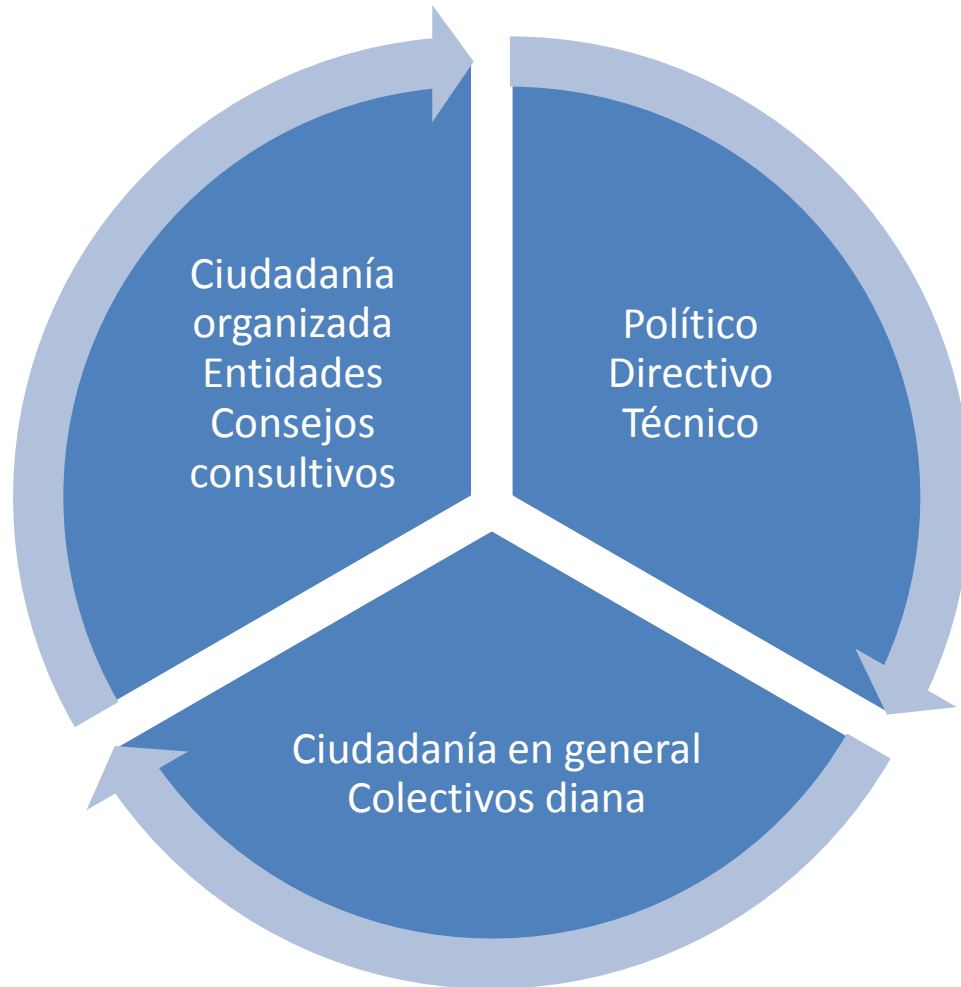 Ciudadanía
organizada
Entidades
Consejos
consultivos
Político
Directivo
Técnico
Ciudadanía en general
Colectivos diana